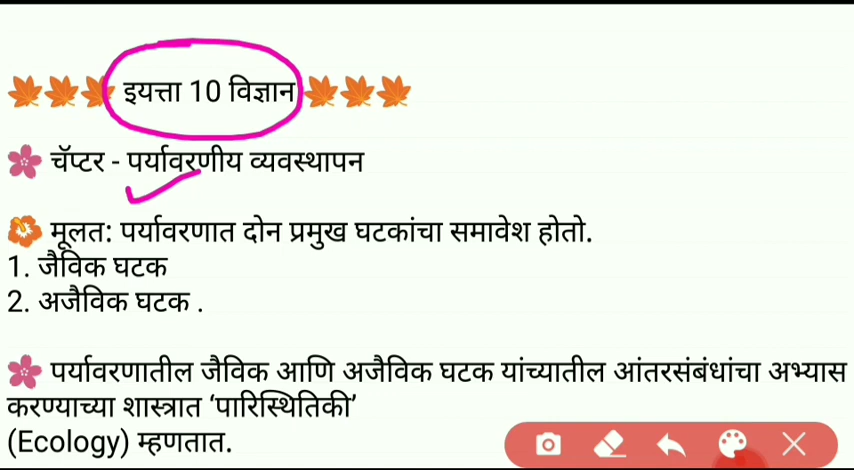 इयत्ता 10 विज्ञान
चॅप्टर - पर्यावरणीय व्यवस्थापन
मूलत: पर्यावरणात दोन प्रमुख घटकांचा समावेश होतो.
1. जैविक घटक
2. अजैविक घटक .
पर्यावरणातील जैविक आणि अजैविक घटक यांच्यातील आंतरसंबंधांचा अभ्यास
करण्याच्या शास्त्रात ‘पारिस्थितिकी’
(Ecology) म्हणतात.